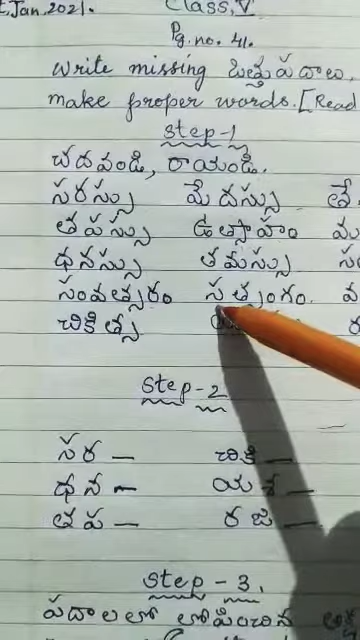 Jan, 2021. Class, V
Pg. no. 41.
write missing ఒత్తు పదాలు.
make proper words. [Read
Step-1
చదవండి, రాయండి.
సరస్సు మేదస్సు తే
తపస్సు ఉత్సాహం
ధనస్సు తమస్సు
సంవత్సరం సత్సంగం.
చికిత్స
Step-2
సర — చికి —
ధన — యశ —
తప — రజ —
Step-3.
పదాలలో లోపించిన